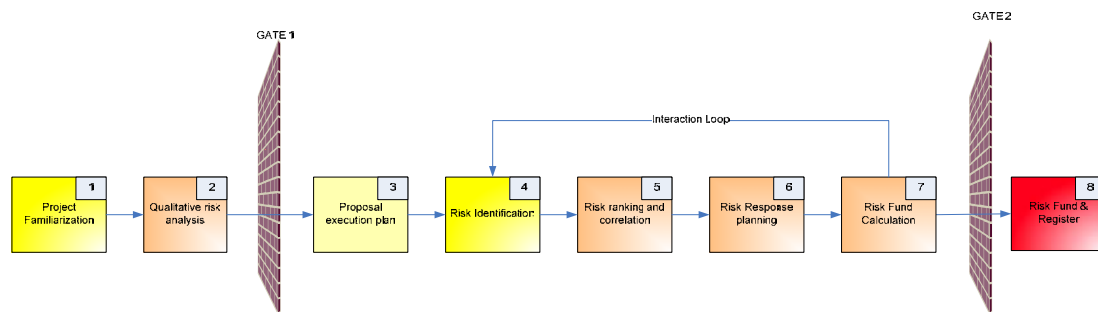 GATE 1
GATE 2
Interaction Loop
1
Project
Familiarization
2
Qualitative risk
analysis
3
Proposal
execution plan
4
Risk Identification
5
Risk ranking and
correlation
6
Risk Response
planning
7
Risk Fund
Calculation
8
Risk Fund &
Register